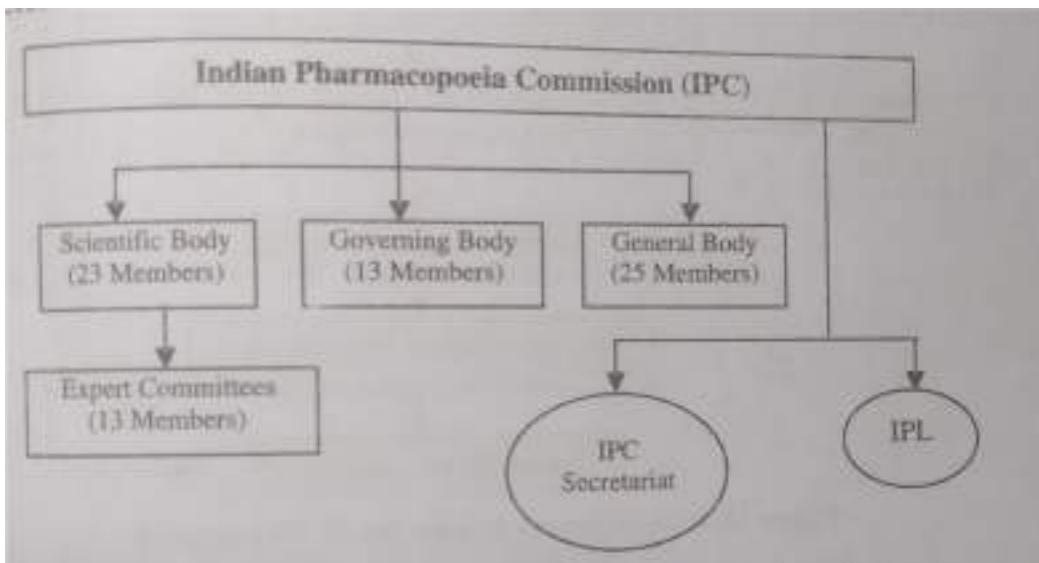 Indian Pharmacopoeia Commission (IPC)
Scientific Body
(23 Members)
Governing Body
(13 Members)
General Body
(25 Members)
Expert Committees
(13 Members)
IPC
Secretariat
IPL